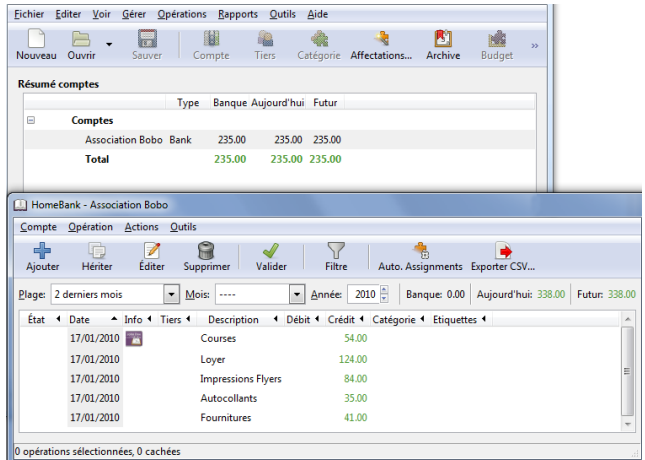 Fichier Editer Voir Gérer Opérations Rapports Outils Aide
Nouveau Ouvrir Sauver Compte Tiers Catégorie Affectations... Archive Budget »
Résumé comptes
Type Banque Aujourd'hui Futur
Comptes
Association Bobo Bank 235.00 235.00 235.00
Total 235.00 235.00 235.00
HomeBank - Association Bobo
Compte Opération Actions Outils
Ajouter Hériter Éditer Supprimer Valider Filtre Auto. Assignments Exporter CSV...
Plage: 2 derniers mois Mois: ---- Année: 2010 Banque: 0.00 Aujourd'hui: 338.00 Futur: 338.00
État Date Info Tiers Description Débit Crédit Catégorie Etiquettes
17/01/2010 Courses 54.00
17/01/2010 Loyer 124.00
17/01/2010 Impressions Flyers 84.00
17/01/2010 Autocollants 35.00
17/01/2010 Fournitures 41.00
0 opérations sélectionnées, 0 cachées